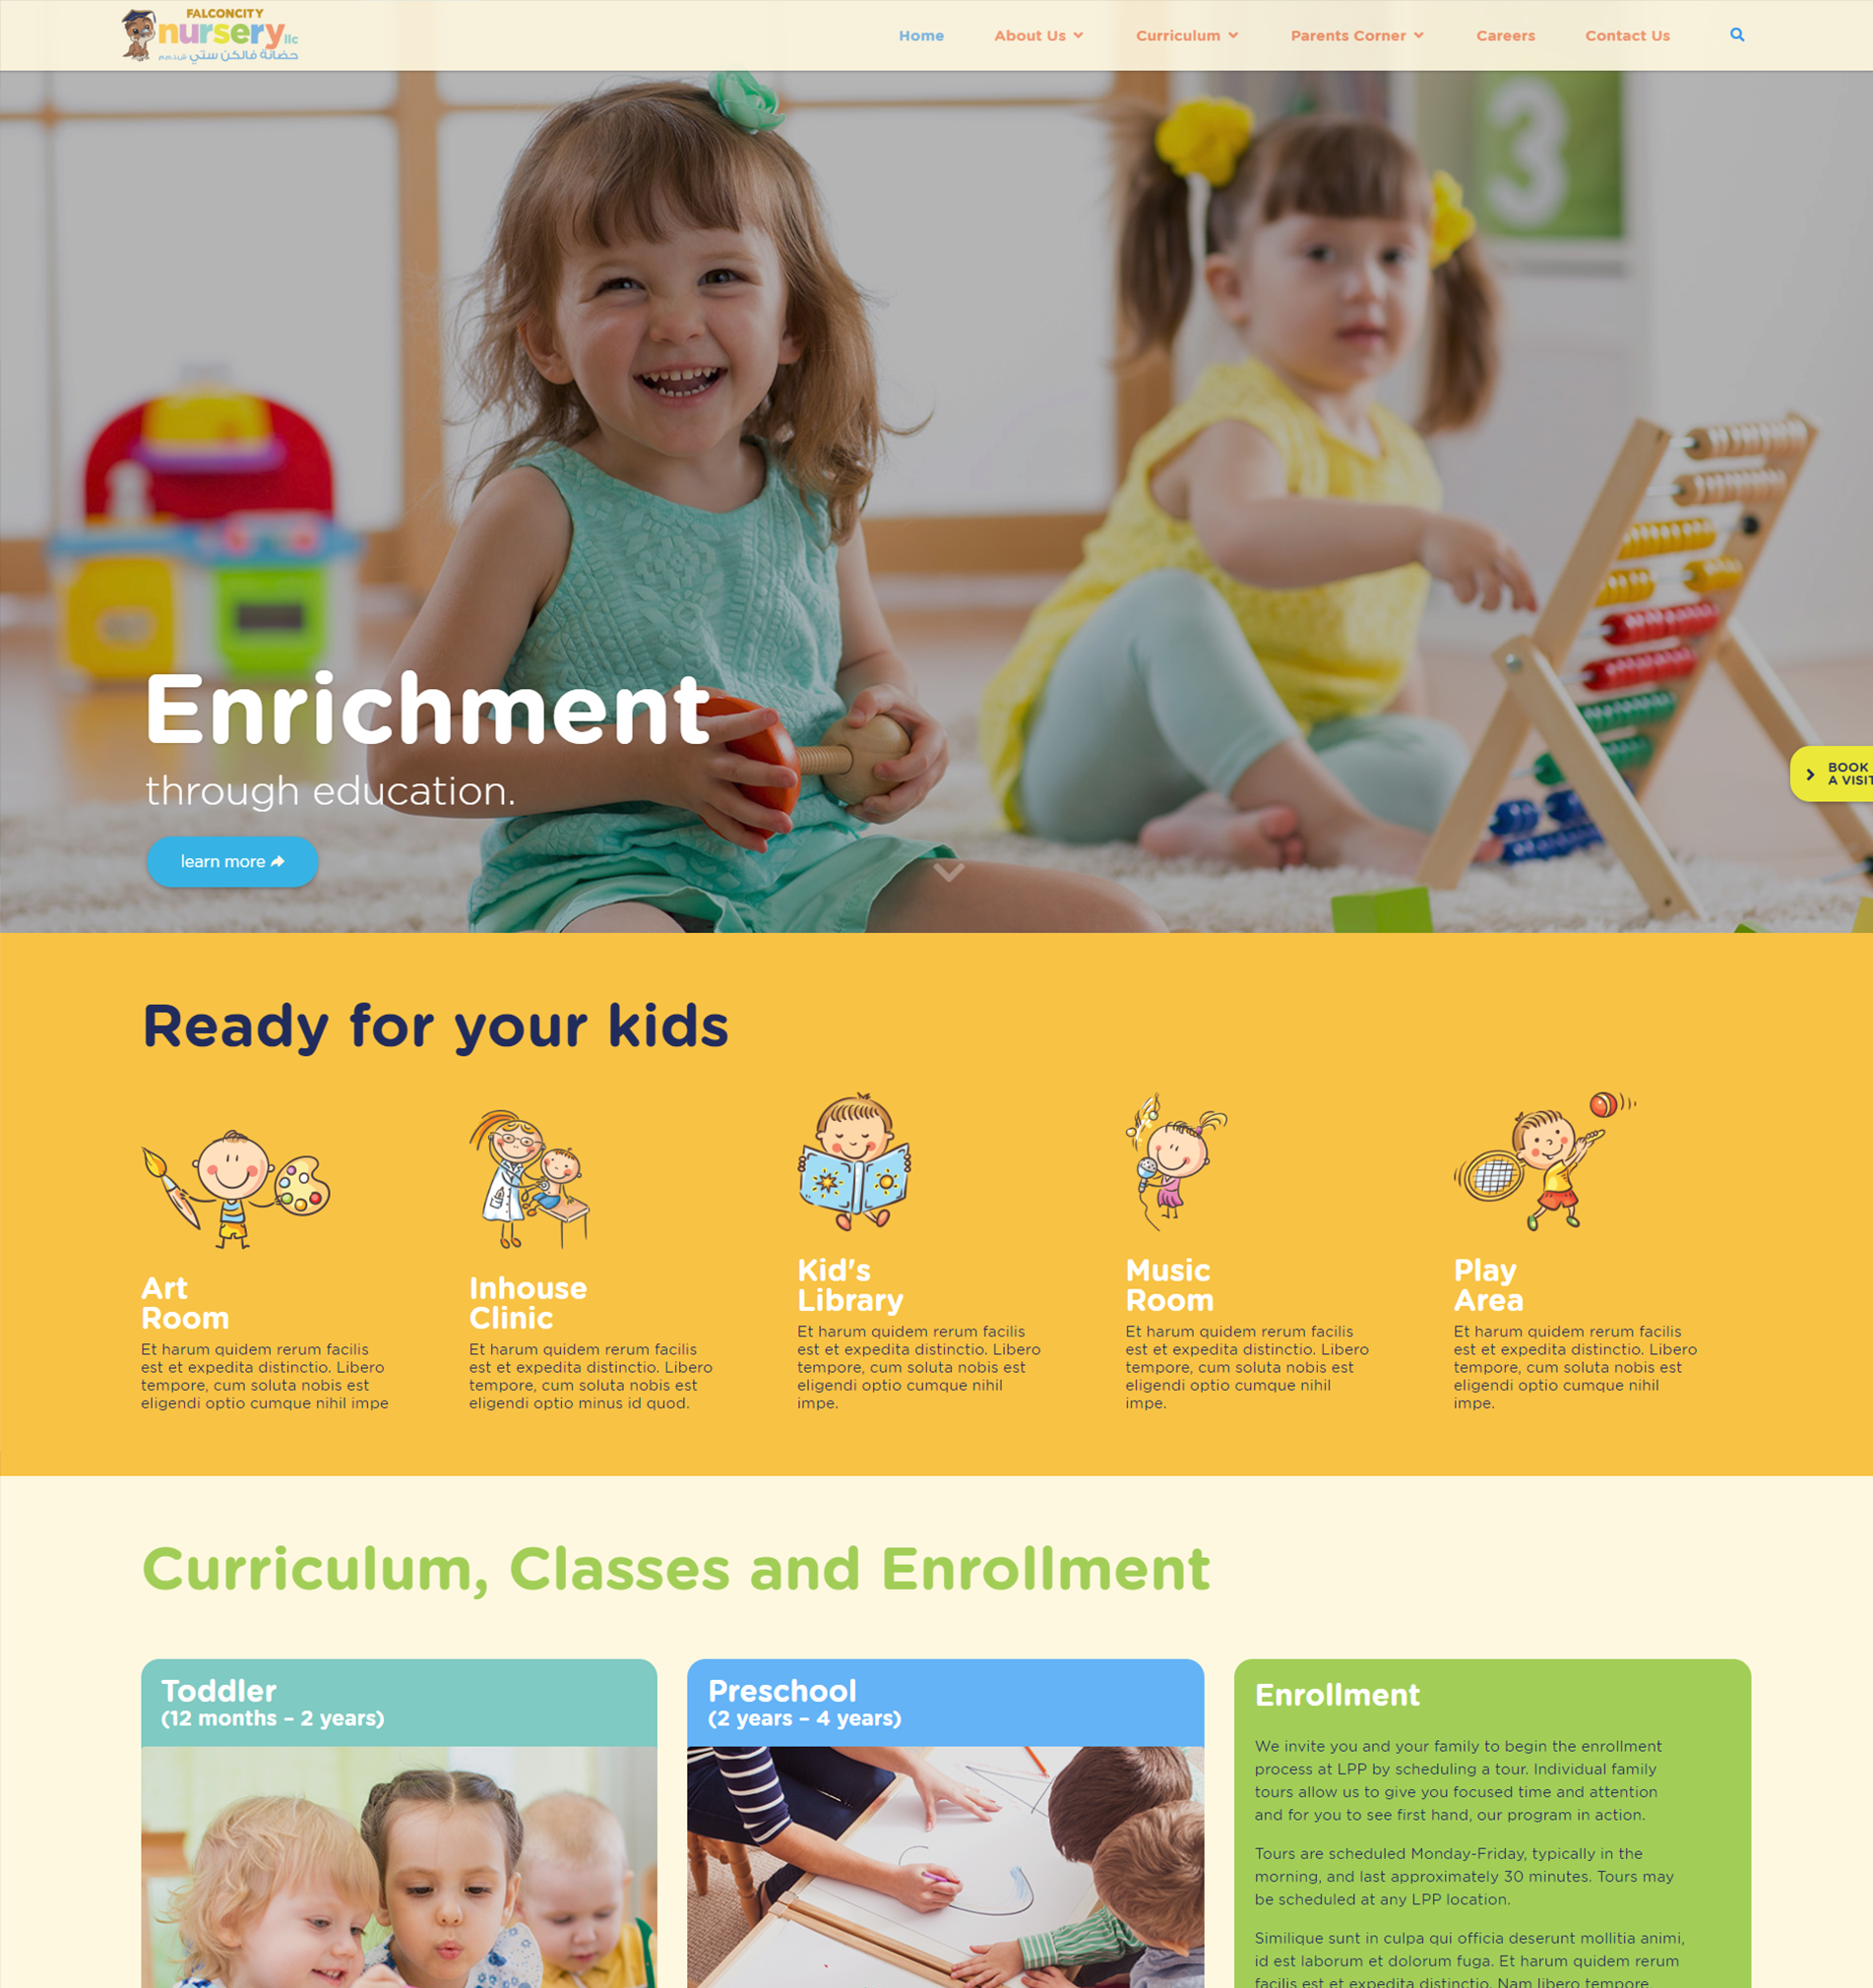 FALCONCITY
nursery llc
حضانة فالكن ستي ش.ذ.م.م
Home
About Us
Curriculum
Parents Corner
Careers
Contact Us
3
Enrichment
through education.
learn more
BOOK
A VISIT
Ready for your kids
Art
Room
Et harum quidem rerum facilis
est et expedita distinctio. Libero
tempore, cum soluta nobis est
eligendi optio cumque nihil impe
Inhouse
Clinic
Et harum quidem rerum facilis
est et expedita distinctio. Libero
tempore, cum soluta nobis est
eligendi optio minus id quod.
Kid's
Library
Et harum quidem rerum facilis
est et expedita distinctio. Libero
tempore, cum soluta nobis est
eligendi optio cumque nihil
impe.
Music
Room
Et harum quidem rerum facilis
est et expedita distinctio. Libero
tempore, cum soluta nobis est
eligendi optio cumque nihil
impe.
Play
Area
Et harum quidem rerum facilis
est et expedita distinctio. Libero
tempore, cum soluta nobis est
eligendi optio cumque nihil
impe.
Curriculum, Classes and Enrollment
Toddler
(12 months – 2 years)
Preschool
(2 years – 4 years)
Enrollment
We invite you and your family to begin the enrollment
process at LPP by scheduling a tour. Individual family
tours allow us to give you focused time and attention
and for you to see first hand, our program in action.
Tours are scheduled Monday-Friday, typically in the
morning, and last approximately 30 minutes. Tours may
be scheduled at any LPP location.
Similique sunt in culpa qui officia deserunt mollitia animi,
id est laborum et dolorum fuga. Et harum quidem rerum
facilis est et expedita distinctio. Nam libero tempore,